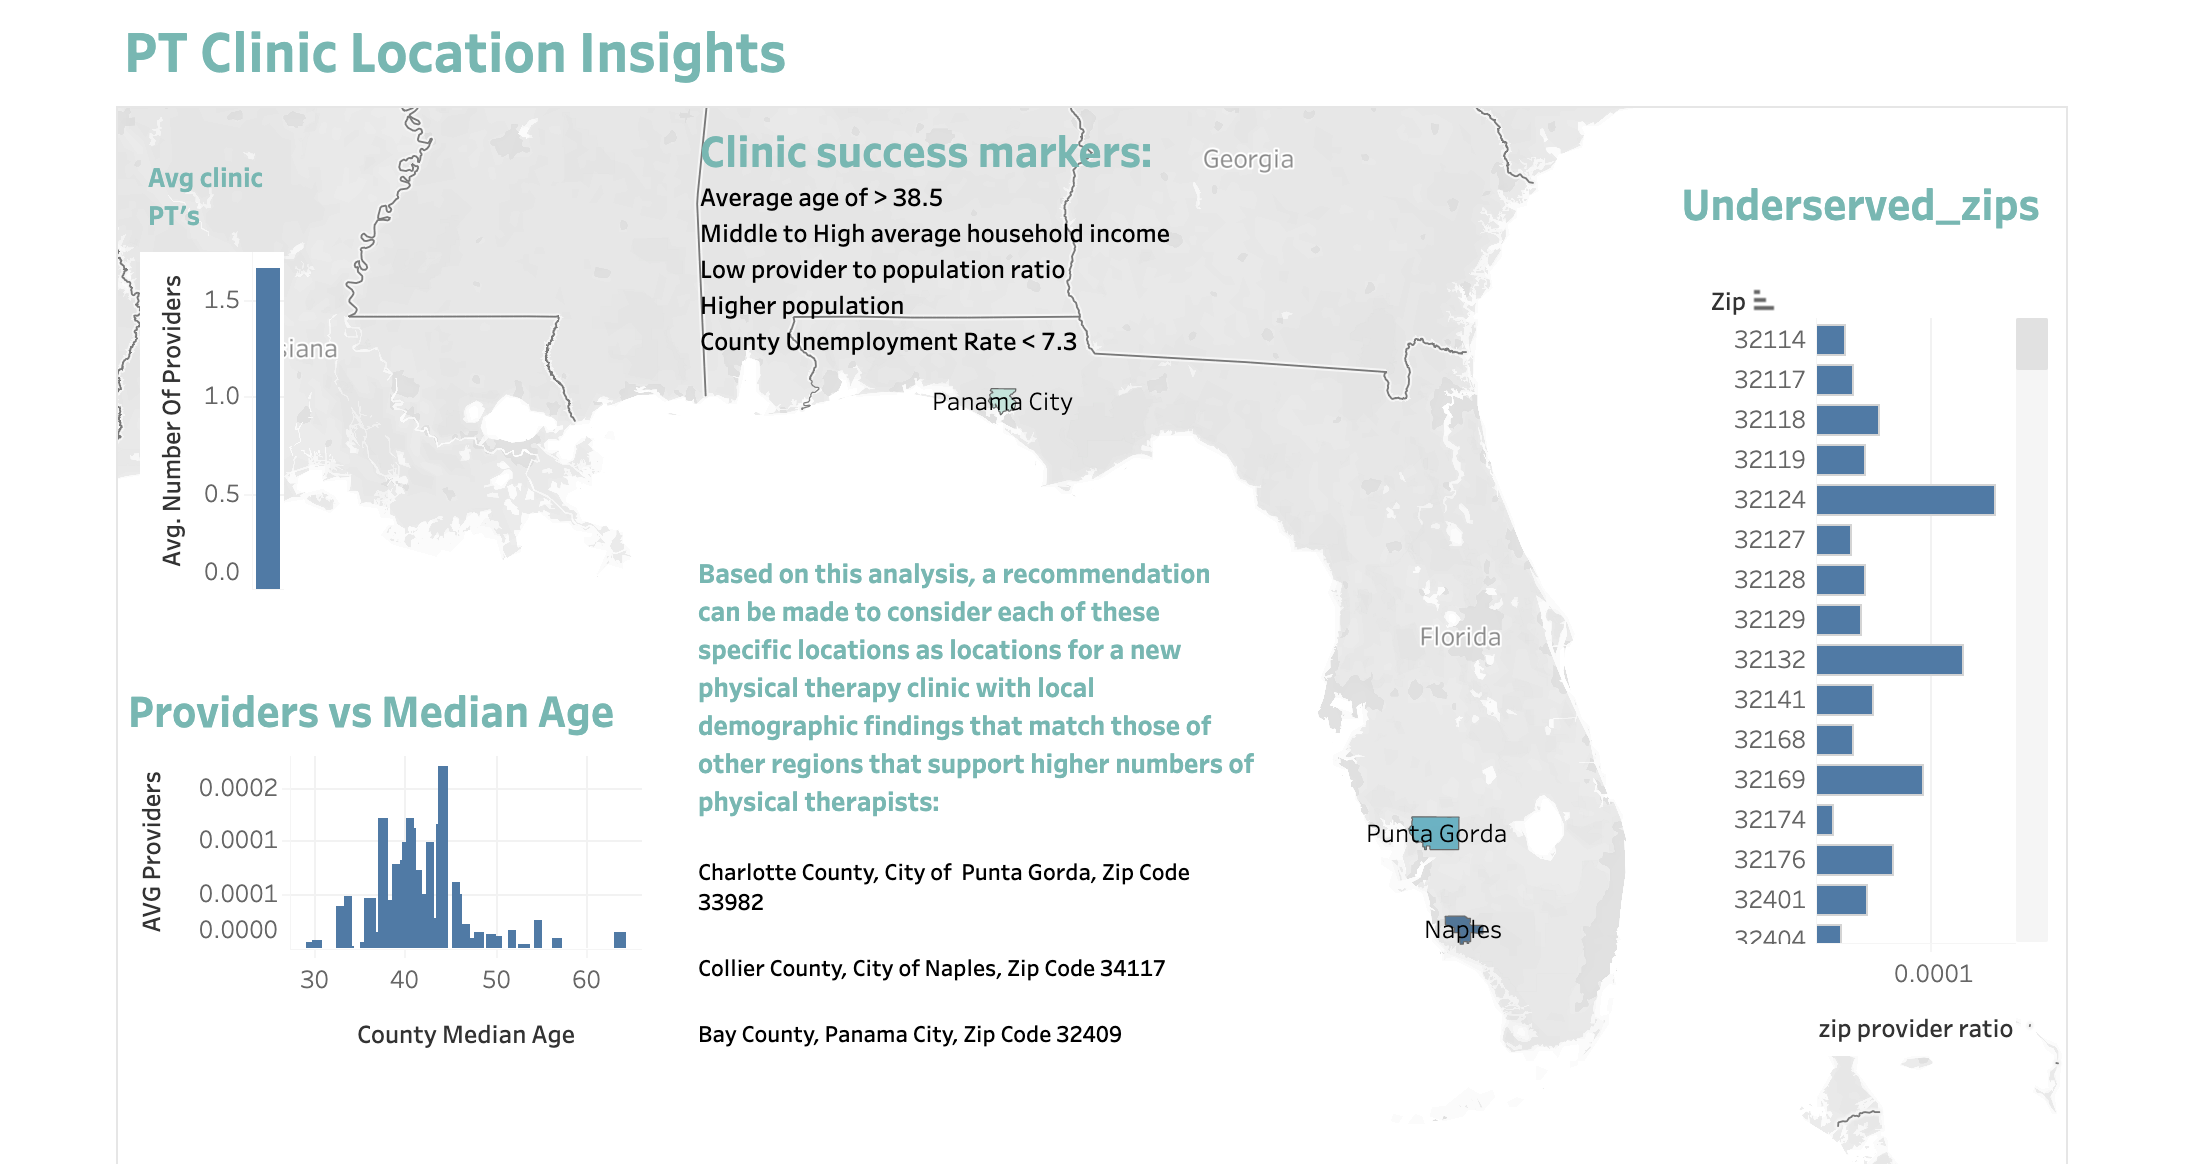 PT Clinic Location Insights
Avg clinic
PT's
Avg. Number Of Providers
1.5
1.0
0.5
0.0
siana
Clinic success markers:
Average age of > 38.5
Middle to High average household income
Low provider to population ratio
Higher population
County Unemployment Rate < 7.3
Georgia
Panama City
Florida
Punta Gorda
Naples
Based on this analysis, a recommendation
can be made to consider each of these
specific locations as locations for a new
physical therapy clinic with local
demographic findings that match those of
other regions that support higher numbers of
physical therapists:
Charlotte County, City of  Punta Gorda, Zip Code
33982
Collier County, City of Naples, Zip Code 34117
Bay County, Panama City, Zip Code 32409
Providers vs Median Age
AVG Providers
0.0002
0.0001
0.0001
0.0000
30 40 50 60
County Median Age
Underserved_zips
Zip
32114
32117
32118
32119
32124
32127
32128
32129
32132
32141
32168
32169
32174
32176
32401
32404
0.0001
zip provider ratio